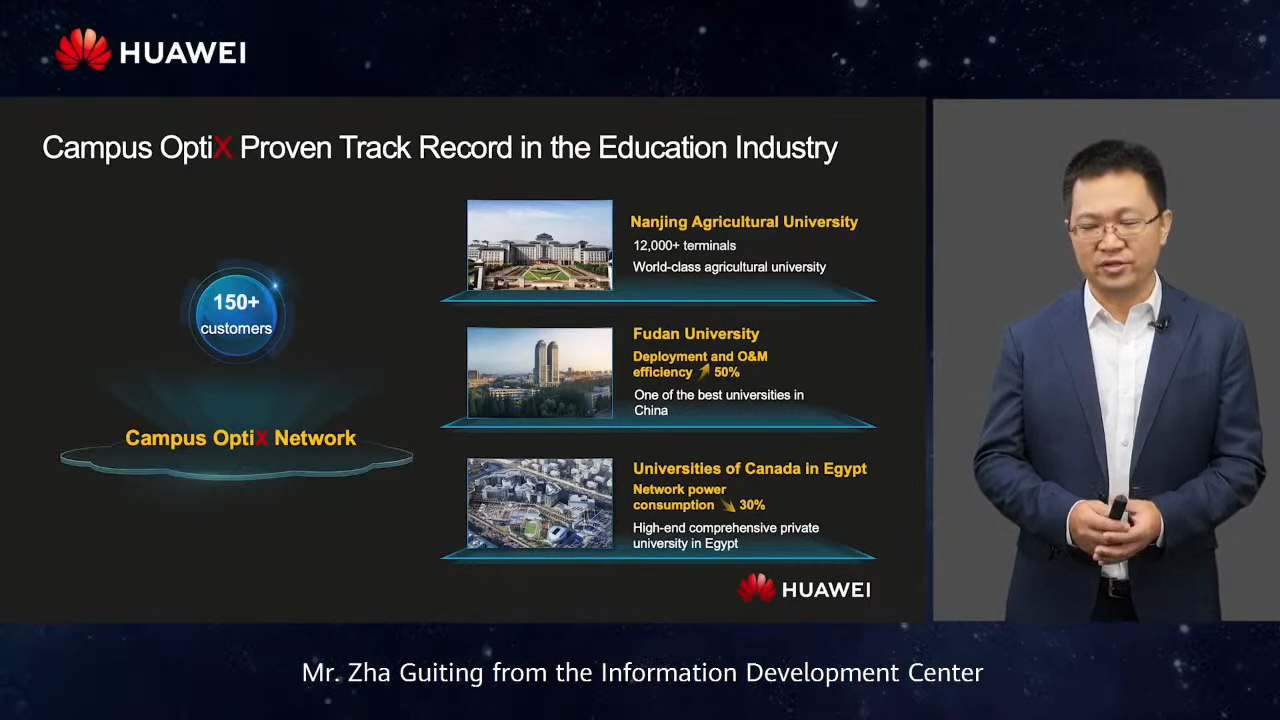 HUAWEI
Campus OptiX Proven Track Record in the Education Industry
150+
customers
Campus OptiX Network
Nanjing Agricultural University
12,000+ terminals
World-class agricultural university
Fudan University
Deployment and O&M
efficiency 50%
One of the best universities in
China
Universities of Canada in Egypt
Network power
consumption 30%
High-end comprehensive private
university in Egypt
HUAWEI
Mr. Zha Guiting from the Information Development Center